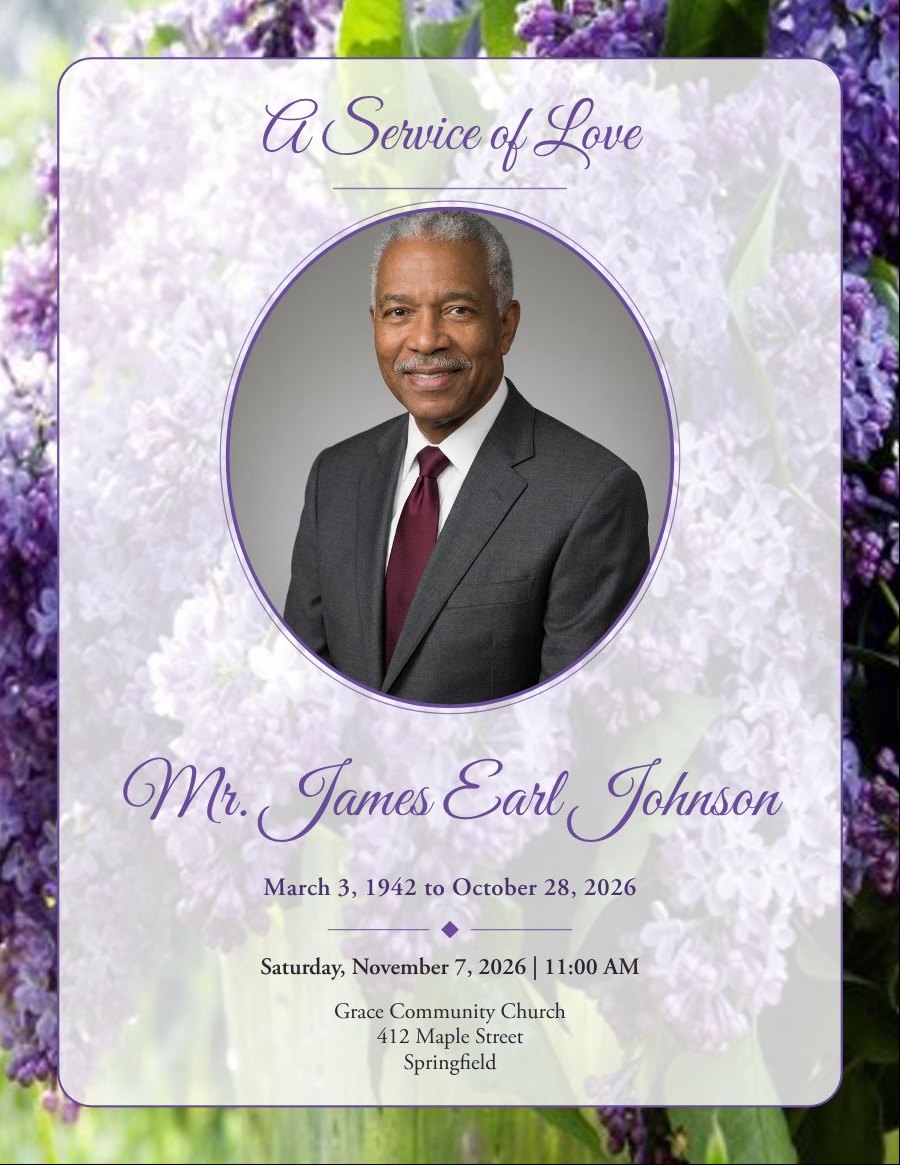 A Service of Love
Mr. James Earl Johnson
March 3, 1942 to October 28, 2026
Saturday, November 7, 2026 | 11:00 AM
Grace Community Church
412 Maple Street
Springfield